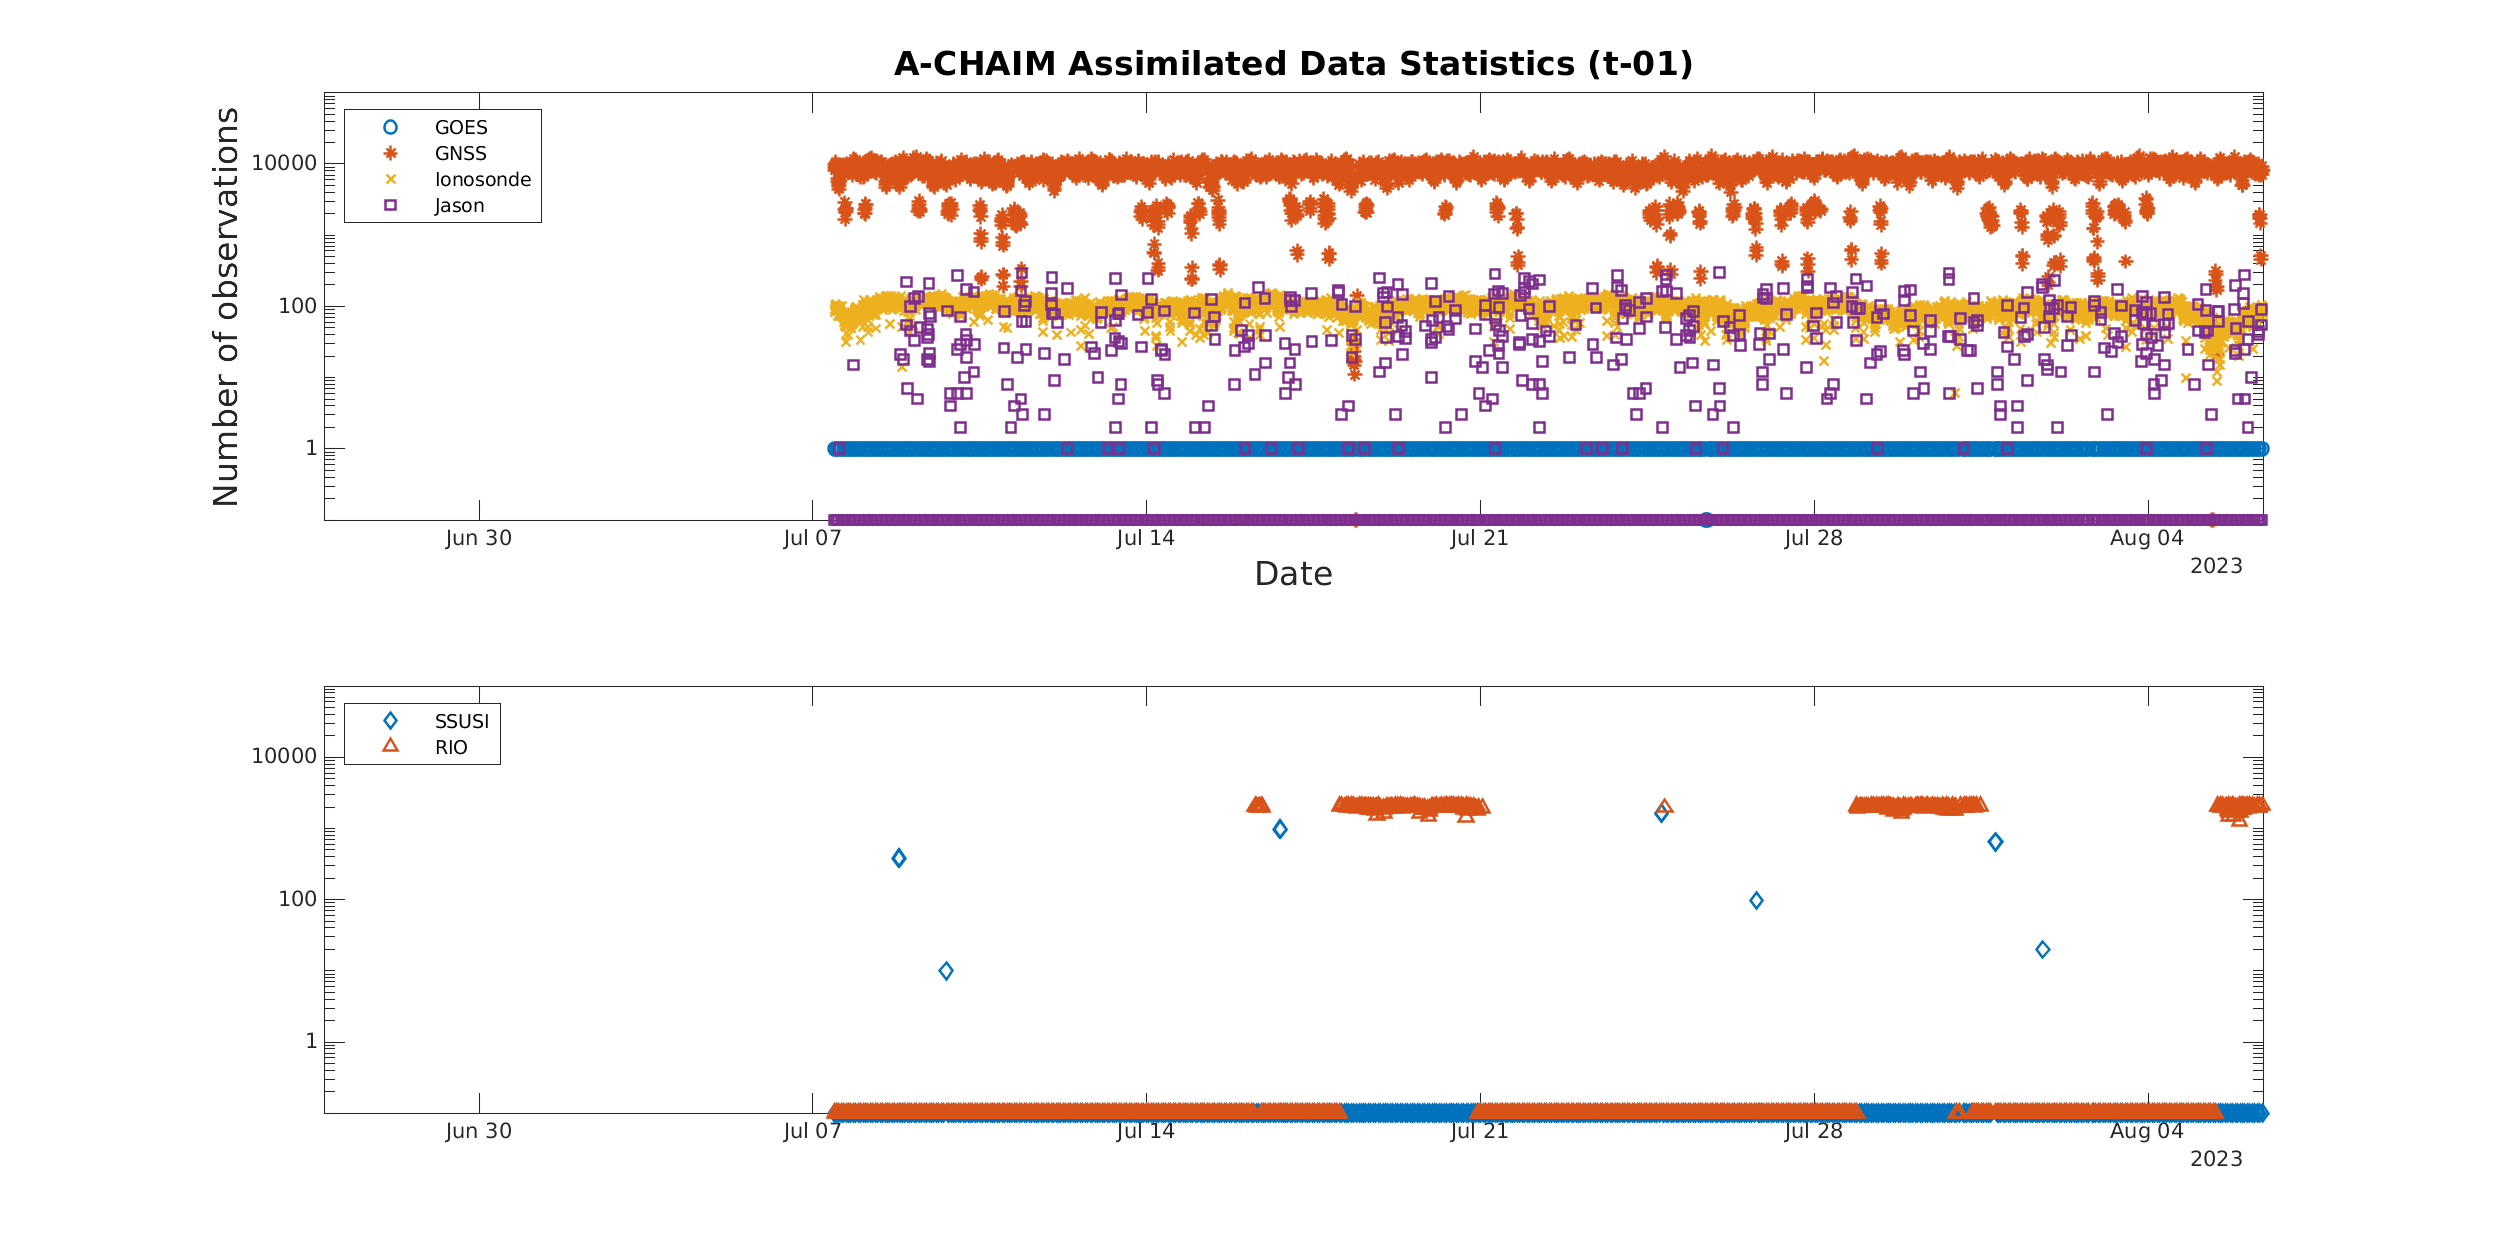 A-CHAIM Assimilated Data Statistics (t-01)
Number of observations
10000
100
1
GOES
GNSS
Ionosonde
Jason
Jun 30
Jul 07
Jul 14
Jul 21
Jul 28
Aug 04
2023
Date
10000
100
1
SSUSI
RIO
Jun 30
Jul 07
Jul 14
Jul 21
Jul 28
Aug 04
2023